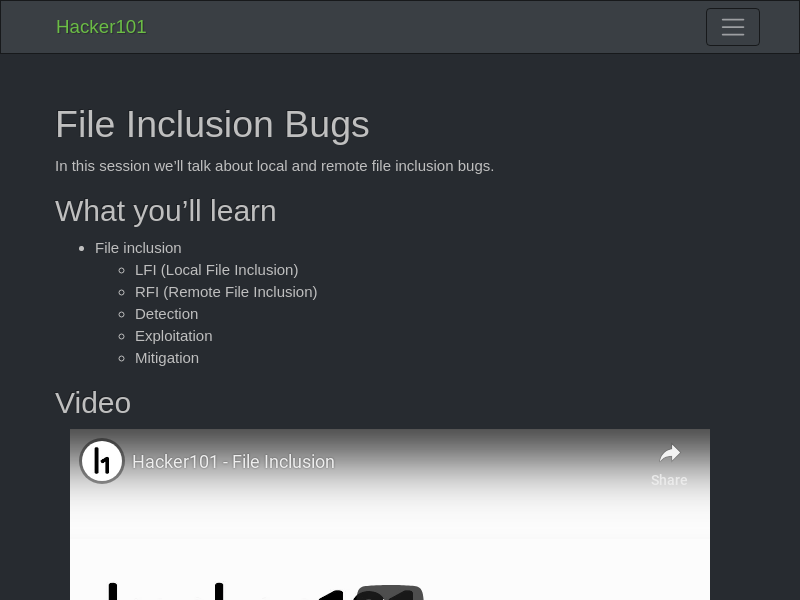 Hacker101
File Inclusion Bugs
In this session we’ll talk about local and remote file inclusion bugs.
What you’ll learn
File inclusion
LFI (Local File Inclusion)
RFI (Remote File Inclusion)
Detection
Exploitation
Mitigation
Video
Hacker101 - File Inclusion
Share